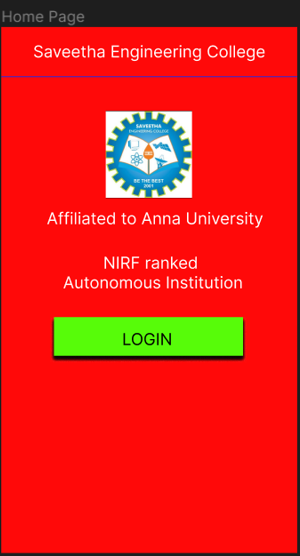 Home Page
Saveetha Engineering College
SAVEETHA
ENGINEERING COLLEGE
BE THE BEST
2001
Affiliated to Anna University
NIRF ranked
Autonomous Institution
LOGIN